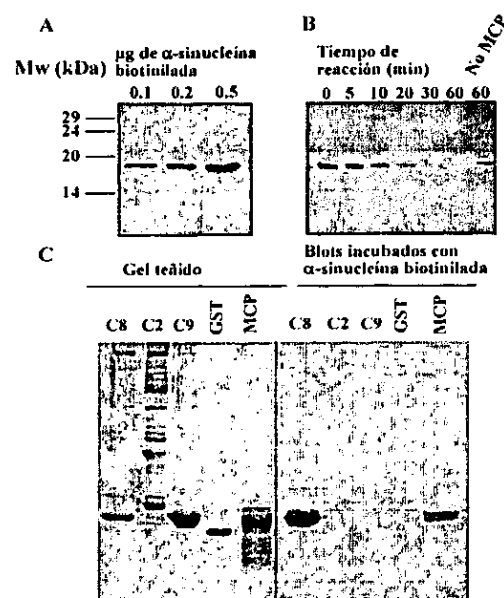 A
µg de α-sinucleína
biotinilada
Mw (kDa)
0.1 0.2 0.5
29
24
20
14
B
Tiempo de
reacción (min)
No MCP
0 5 10 20 30 60 60
C
Gel teñido
Blots incubados con
α-sinucleína biotinilada
C8 C2 C9 GST MCP
C8 C2 C9 GST MCP